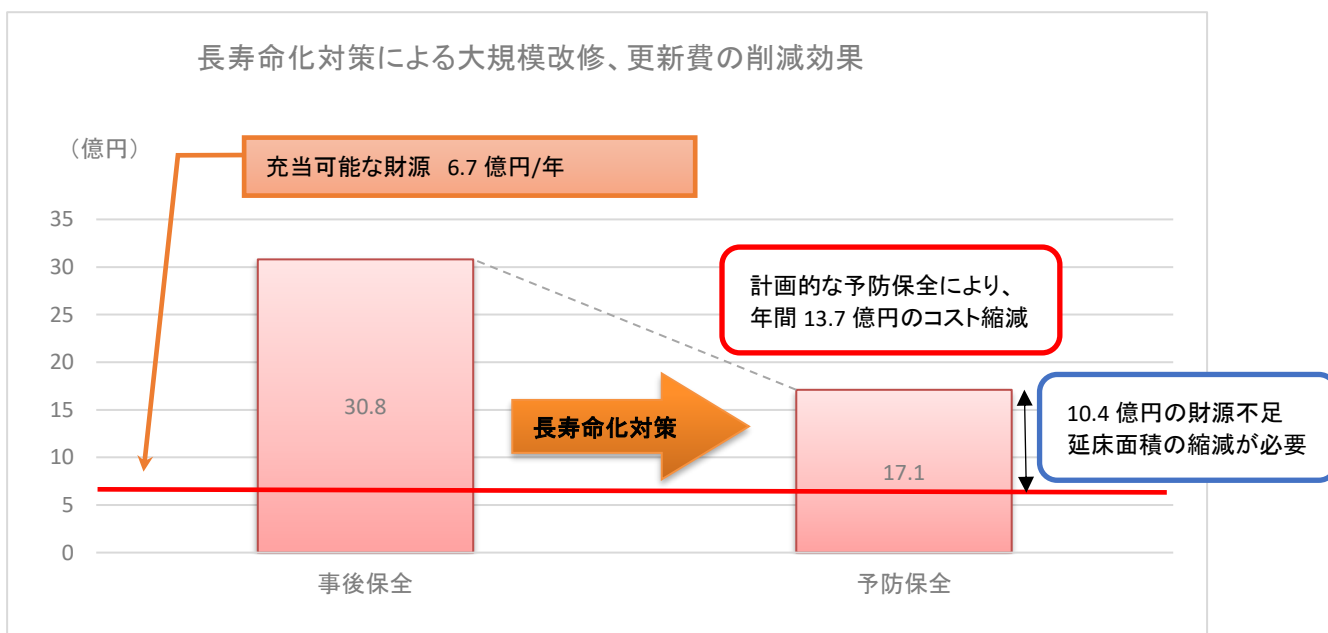 長寿命化対策による大規模改修、更新費の削減効果
（億円）
充当可能な財源 6.7 億円/年
35
30
25
20
15
10
5
0
計画的な予防保全により、
年間 13.7 億円のコスト縮減
30.8
長寿命化対策
17.1
10.4 億円の財源不足
延床面積の縮減が必要
事後保全
予防保全